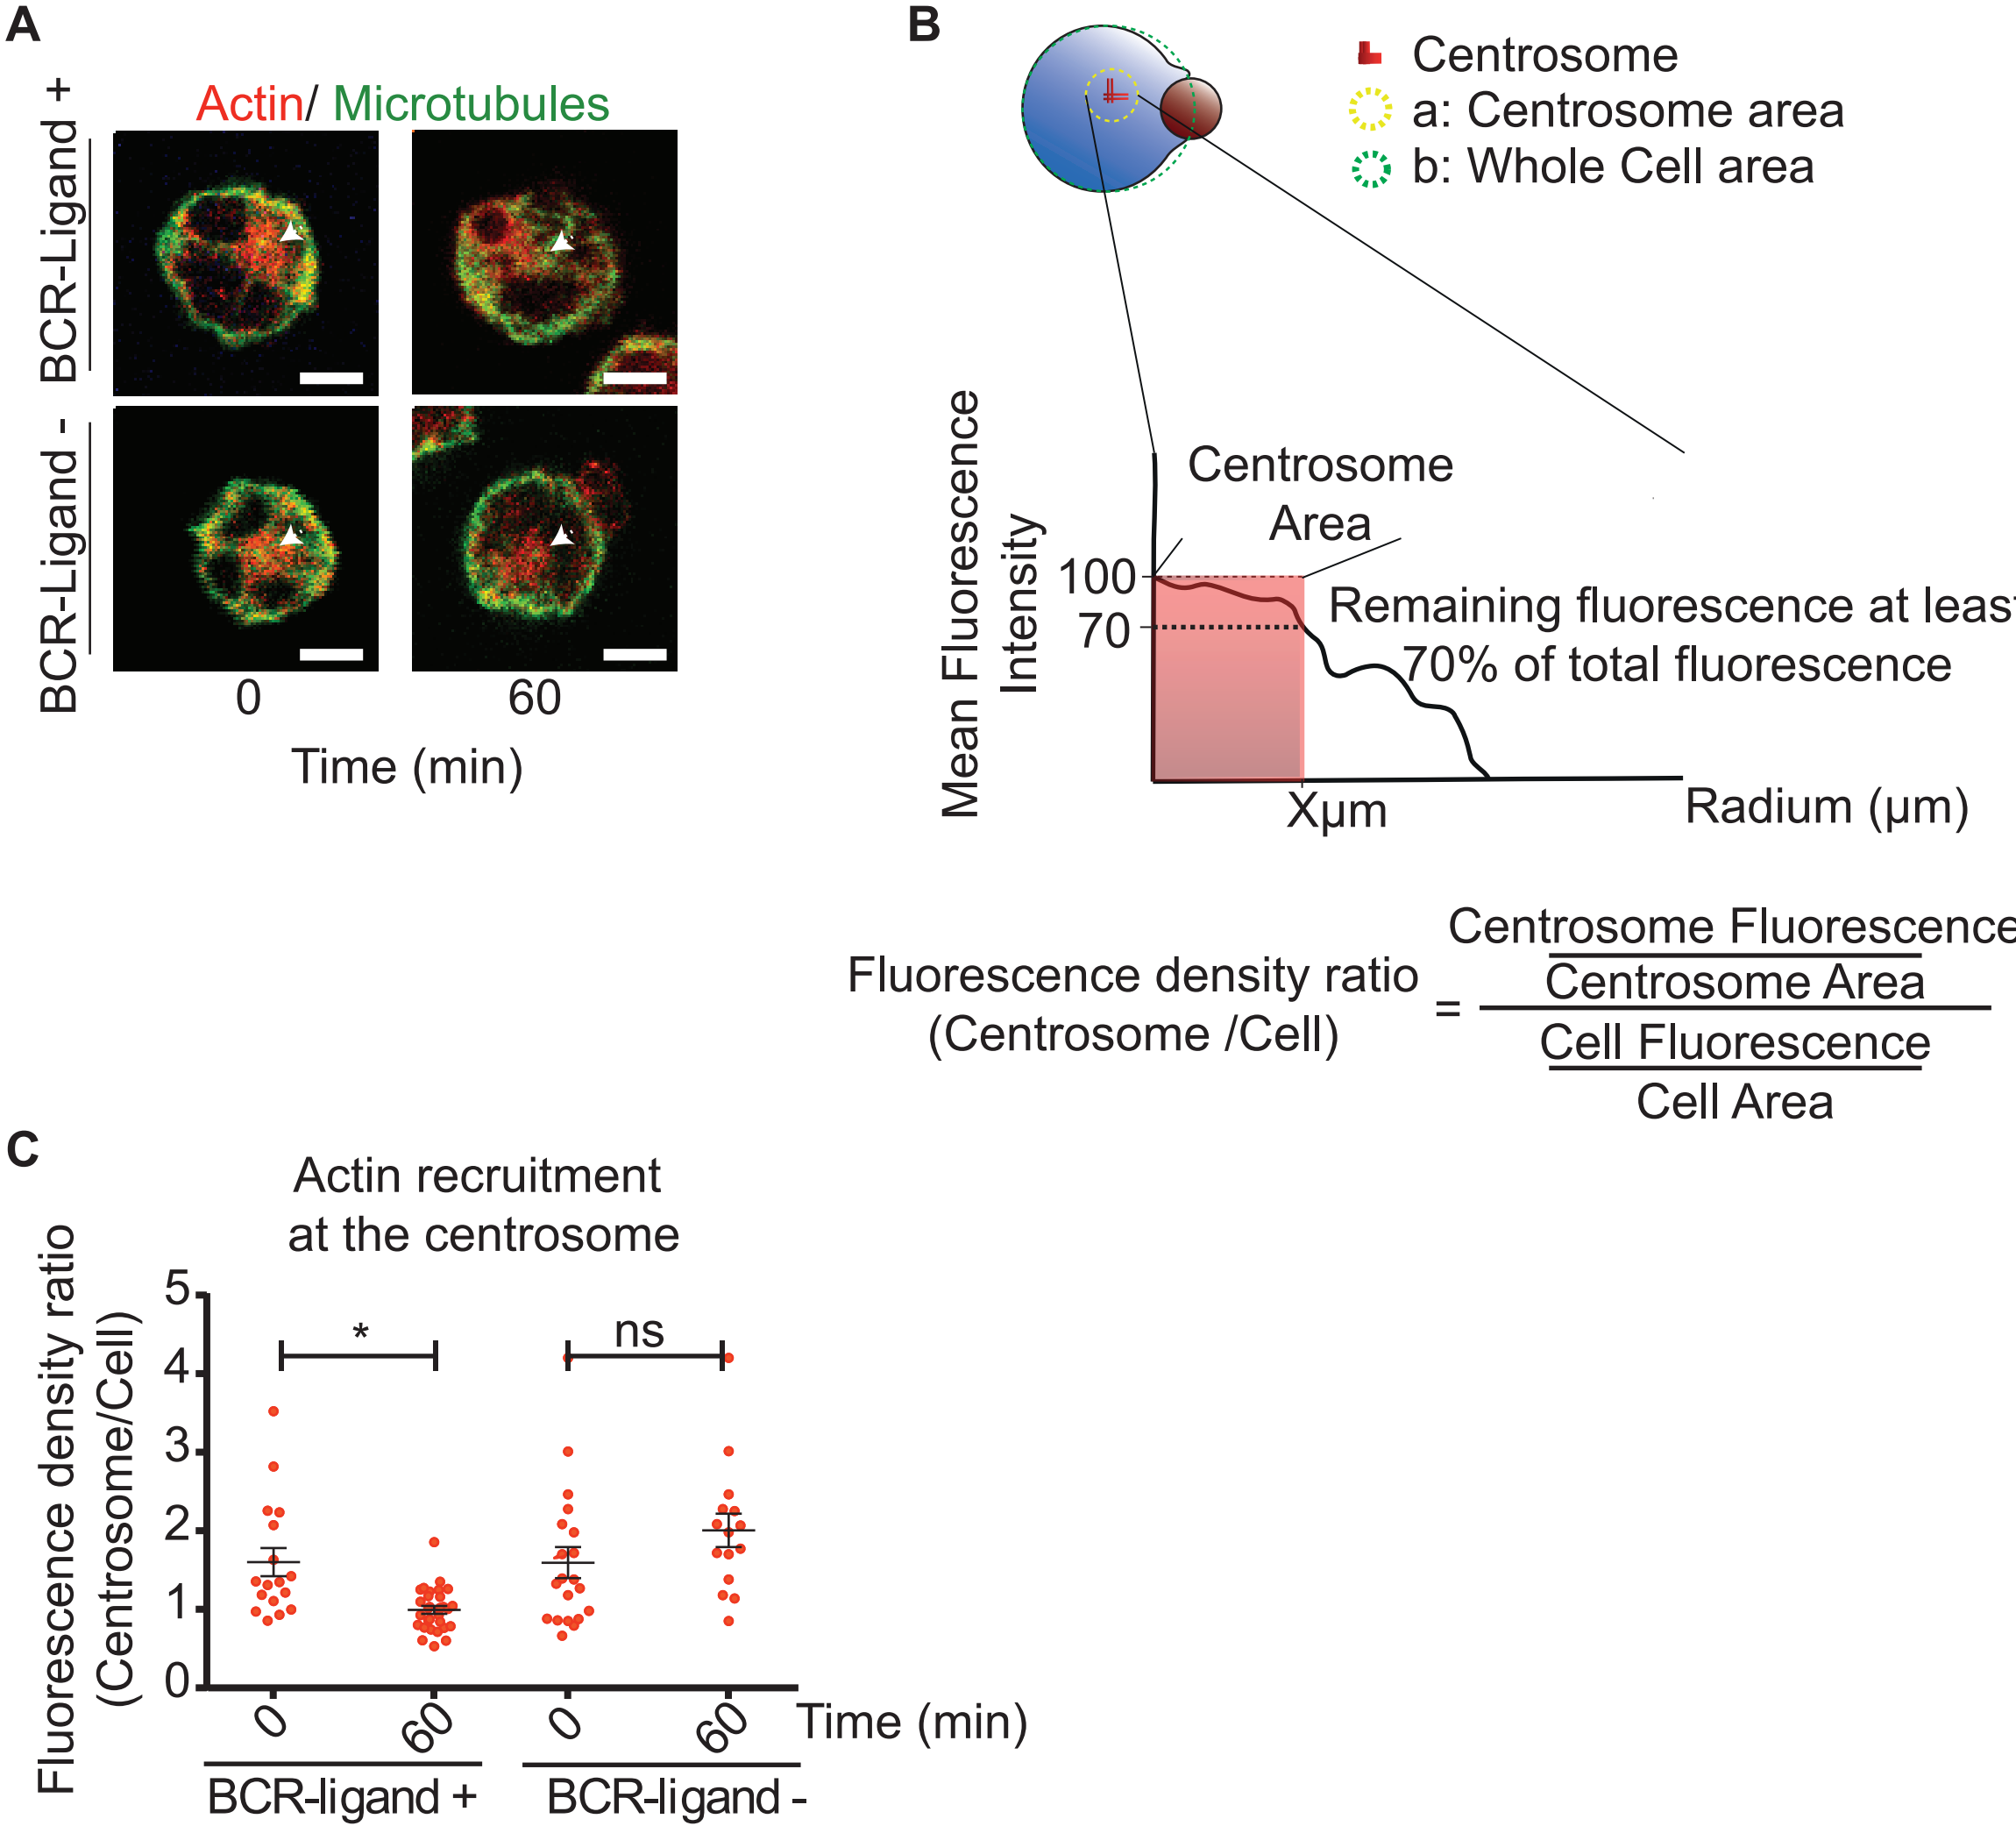 A
Actin/ Microtubules
BCR-Ligand +
BCR-Ligand -
0
60
Time (min)
B
Centrosome
a: Centrosome area
b: Whole Cell area
Mean Fluorescence
Intensity
Centrosome
Area
100
70
Remaining fluorescence at least
70% of total fluorescence
Xµm
Radium (µm)
Fluorescence density ratio
(Centrosome /Cell)
=
Centrosome Fluorescence
Centrosome Area
Cell Fluorescence
Cell Area
C
Actin recruitment
at the centrosome
Fluorescence density ratio
(Centrosome/Cell)
5
4
3
2
1
0
*
ns
0
60
0
60
Time (min)
BCR-ligand +
BCR-ligand -